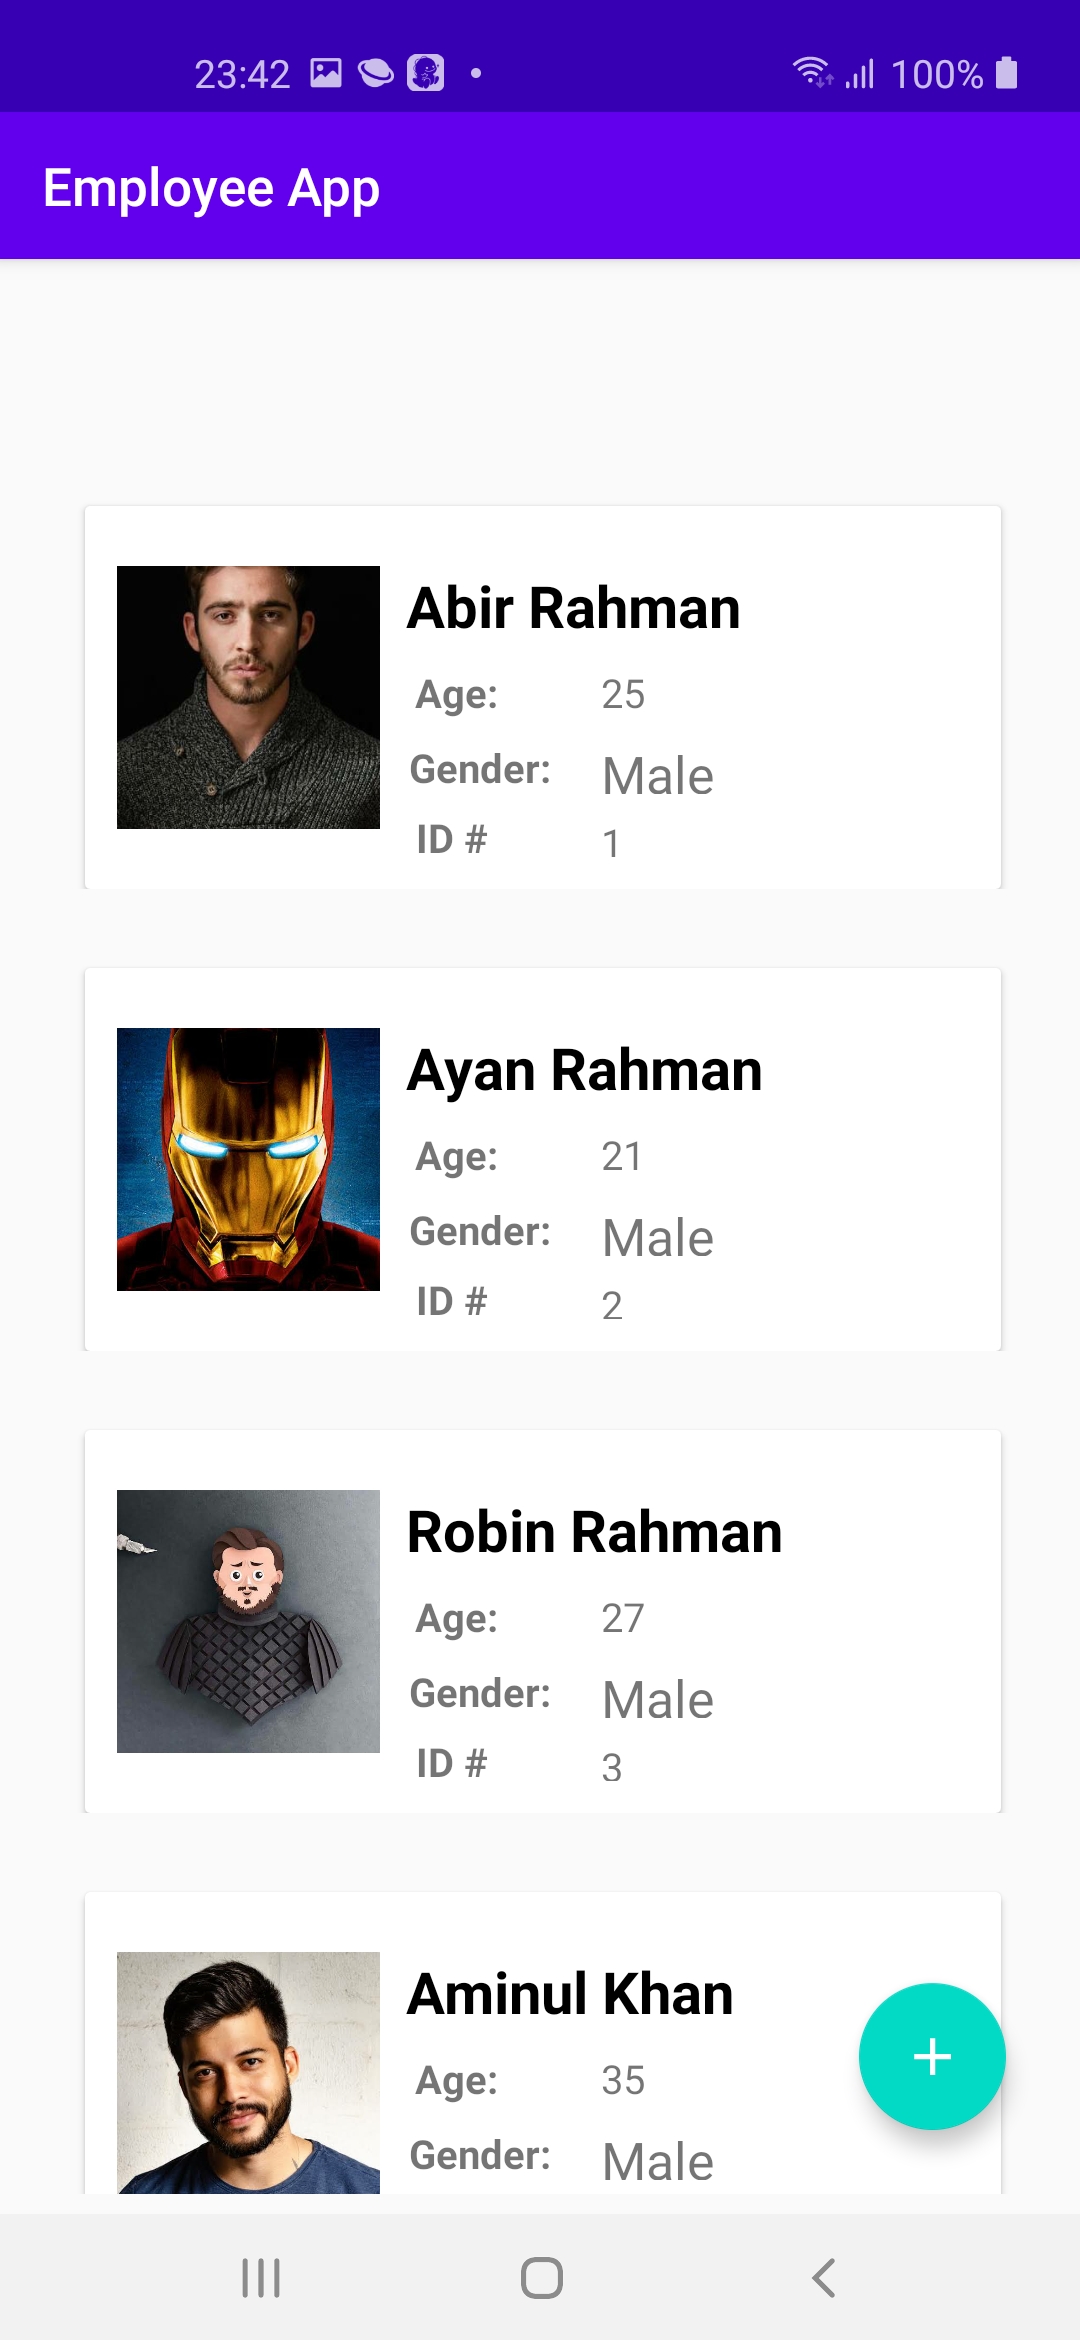 23:42 100%
Employee App
Abir Rahman
Age: 25
Gender: Male
ID # 1
Ayan Rahman
Age: 21
Gender: Male
ID # 2
Robin Rahman
Age: 27
Gender: Male
ID # 3
Aminul Khan
Age: 35
Gender: Male